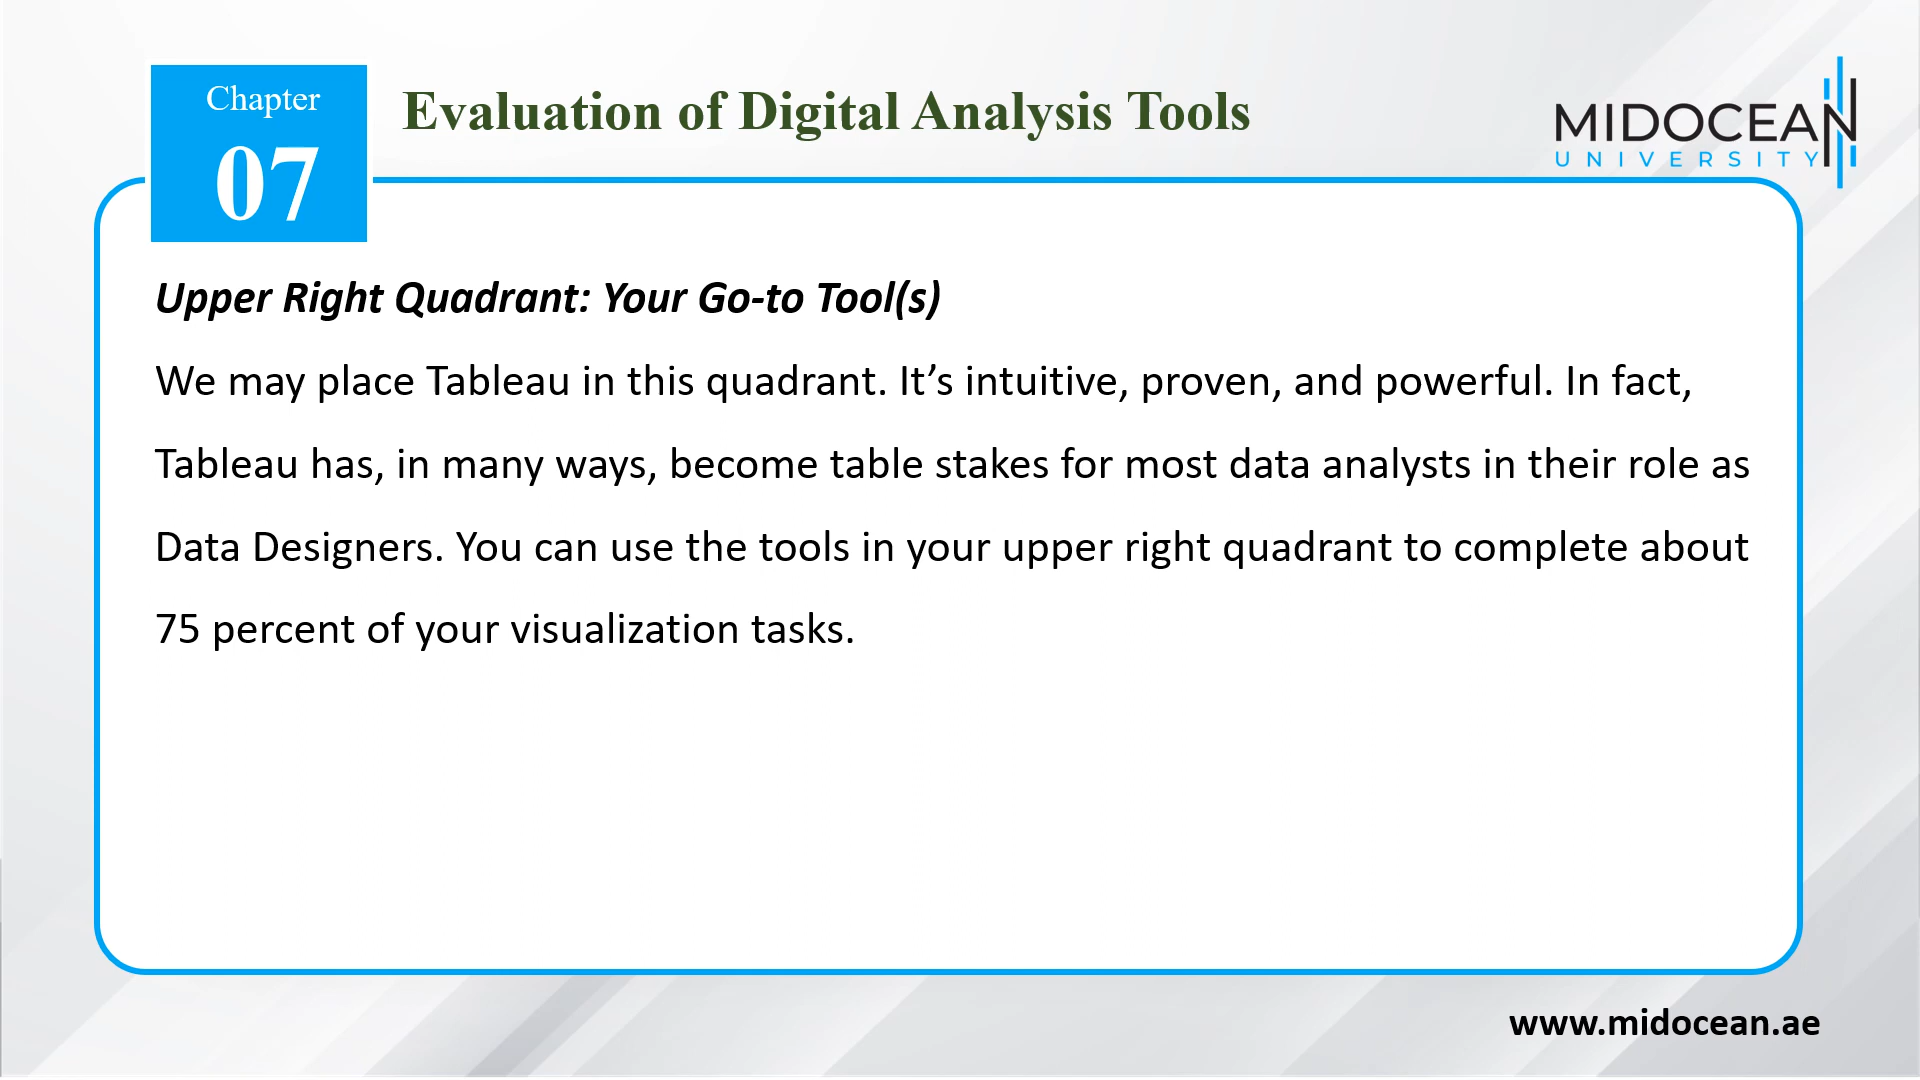 Chapter
07
Evaluation of Digital Analysis Tools
MIDOCEAN
UNIVERSITY
Upper Right Quadrant: Your Go-to Tool(s)
We may place Tableau in this quadrant. It’s intuitive, proven, and powerful. In fact,
Tableau has, in many ways, become table stakes for most data analysts in their role as
Data Designers. You can use the tools in your upper right quadrant to complete about
75 percent of your visualization tasks.
www.midocean.ae